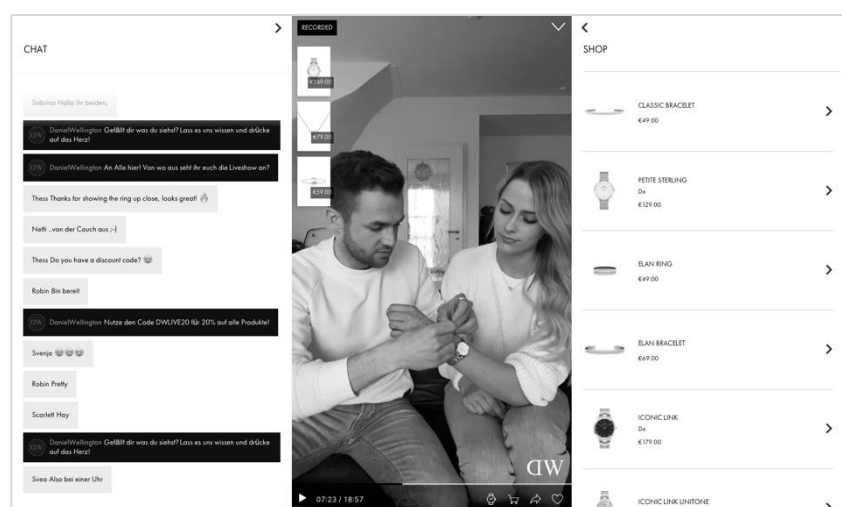 CHAT
Sabrina Hallo ihr beiden,
DanielWellington Gefällt dir was du siehst? Lass es uns wissen und drücke
auf das Herz!
DanielWellington An Alle hier! Von wo aus seht ihr euch die Liveshow an?
Thess Thanks for showing the ring up close, looks great! 🔥
Netti ..von der Couch aus ;-)
Thess Do you have a discount code?
Robin Bin bereit
DanielWellington Nutze den Code DWLIVE20 für 20% auf alle Produkte!
Svenja
Robin Pretty
Scarlett Hay
DanielWellington Gefällt dir was du siehst? Lass es uns wissen und drücke
auf das Herz!
Svea Also bei einer Uhr
RECORDED
€249.00
€79.00
€59.00
DW
07:23 / 18:57
SHOP
CLASSIC BRACELET
€49.00
PETITE STERLING
De
€129.00
ELAN RING
€49.00
ELAN BRACELET
€69.00
ICONIC LINK
De
€179.00
ICONIC LINK UNITONE